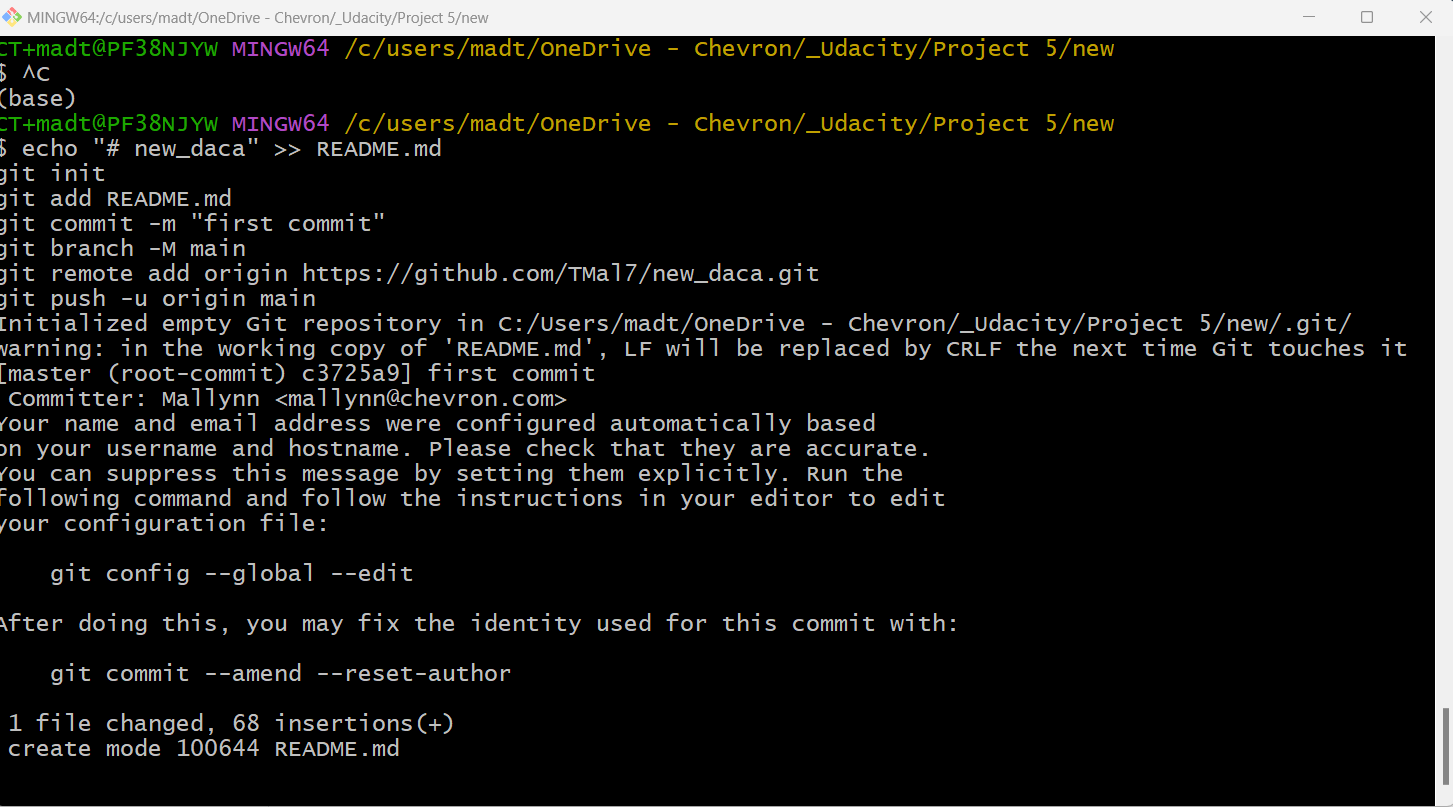 MINGW64:/c/users/madt/OneDrive - Chevron/_Udacity/Project 5/new
CT+madt@PF38NJYW MINGW64 /c/users/madt/OneDrive - Chevron/_Udacity/Project 5/new
$ ^C
(base)
CT+madt@PF38NJYW MINGW64 /c/users/madt/OneDrive - Chevron/_Udacity/Project 5/new
$ echo "# new_daca" >> README.md
git init
git add README.md
git commit -m "first commit"
git branch -M main
git remote add origin https://github.com/TMal7/new_daca.git
git push -u origin main
Initialized empty Git repository in C:/Users/madt/OneDrive - Chevron/_Udacity/Project 5/new/.git/
warning: in the working copy of 'README.md', LF will be replaced by CRLF the next time Git touches it
[master (root-commit) c3725a9] first commit
Committer: Mallynn <mallynn@chevron.com>
Your name and email address were configured automatically based
on your username and hostname. Please check that they are accurate.
You can suppress this message by setting them explicitly. Run the
following command and follow the instructions in your editor to edit
your configuration file:
git config --global --edit
After doing this, you may fix the identity used for this commit with:
git commit --amend --reset-author
1 file changed, 68 insertions(+)
create mode 100644 README.md